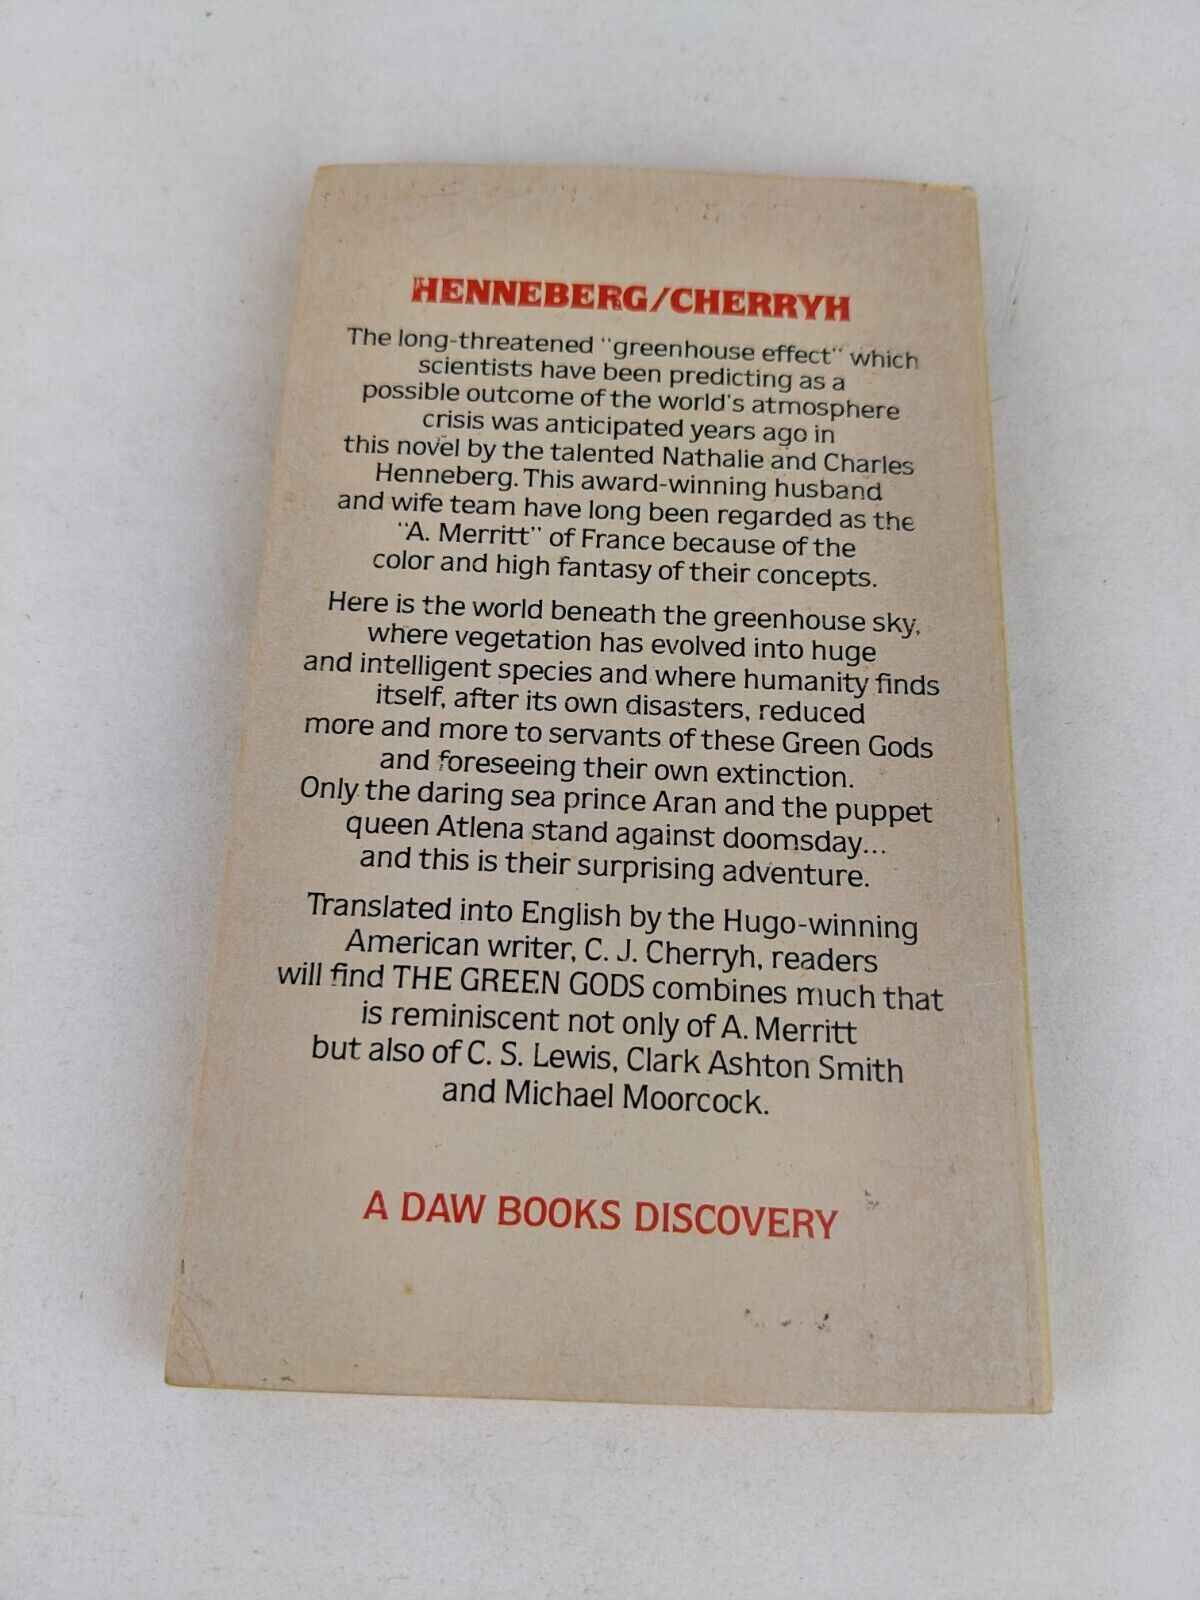 HENNEBERG/CHERRYH
The long-threatened "greenhouse effect" which
scientists have been predicting as a
possible outcome of the world's atmosphere
crisis was anticipated years ago in
this novel by the talented Nathalie and Charles
Henneberg. This award-winning husband
and wife team have long been regarded as the
"A. Merritt" of France because of the
color and high fantasy of their concepts.
Here is the world beneath the greenhouse sky,
where vegetation has evolved into huge
and intelligent species and where humanity finds
itself, after its own disasters, reduced
more and more to servants of these Green Gods
and foreseeing their own extinction.
Only the daring sea prince Aran and the puppet
queen Atlena stand against doomsday...
and this is their surprising adventure.
Translated into English by the Hugo-winning
American writer, C. J. Cherryh, readers
will find THE GREEN GODS combines much that
is reminiscent not only of A. Merritt
but also of C. S. Lewis, Clark Ashton Smith
and Michael Moorcock.
A DAW BOOKS DISCOVERY